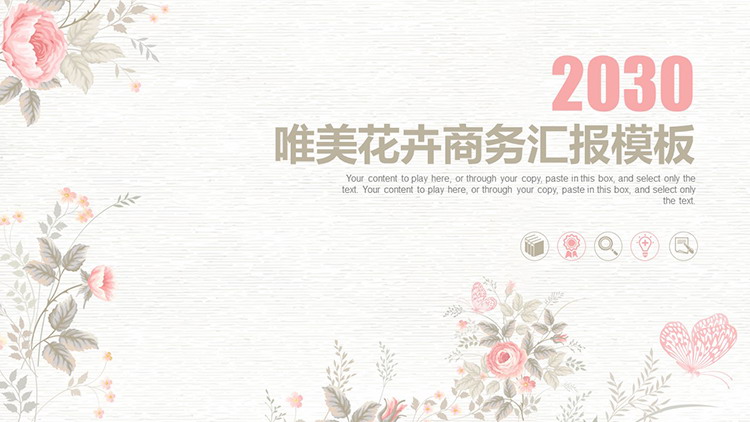 2030
唯美花卉商务汇报模板
Your content to play here, or through your copy, paste in this box, and select only the
text. Your content to play here, or through your copy, paste in this box, and select only
the text.